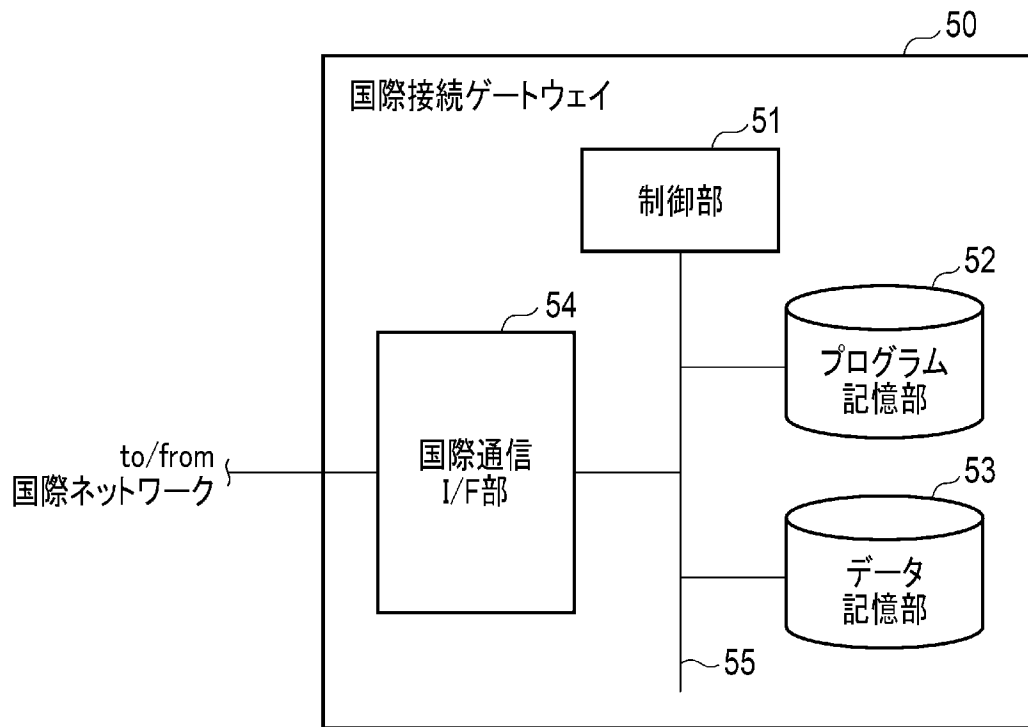 50
国際接続ゲートウェイ
51
制御部
52
プログラム
記憶部
54
国際通信
I/F部
to/from
国際ネットワーク
53
データ
記憶部
55